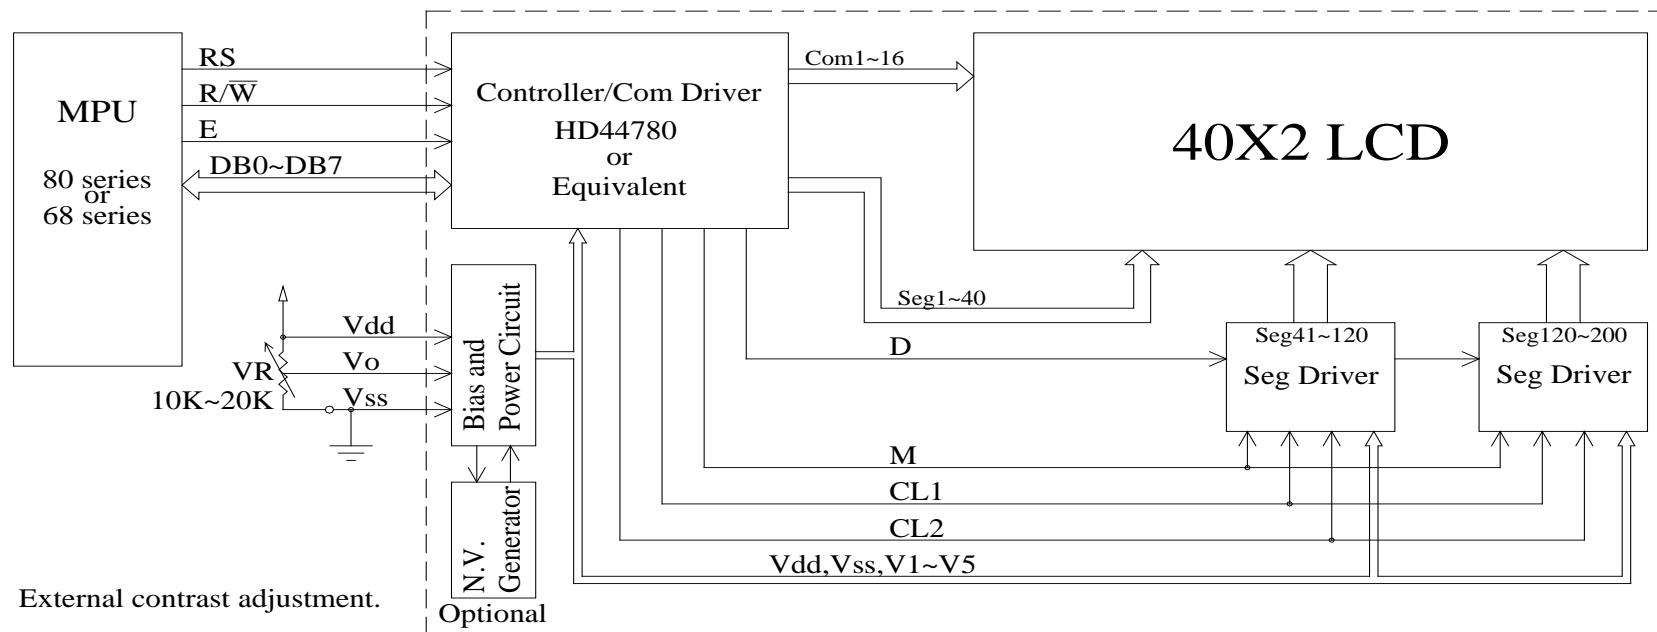 MPU
80 series
or
68 series
RS
R/W̅
E
DB0~DB7
Controller/Com Driver
HD44780
or
Equivalent
Com1~16
40X2 LCD
Seg1~40
D
Seg41~120
Seg Driver
Seg120~200
Seg Driver
Vdd
Vo
Vss
VR
10K~20K
Bias and
Power Circuit
N.V.
Generator
Optional
M
CL1
CL2
Vdd,Vss,V1~V5
External contrast adjustment.